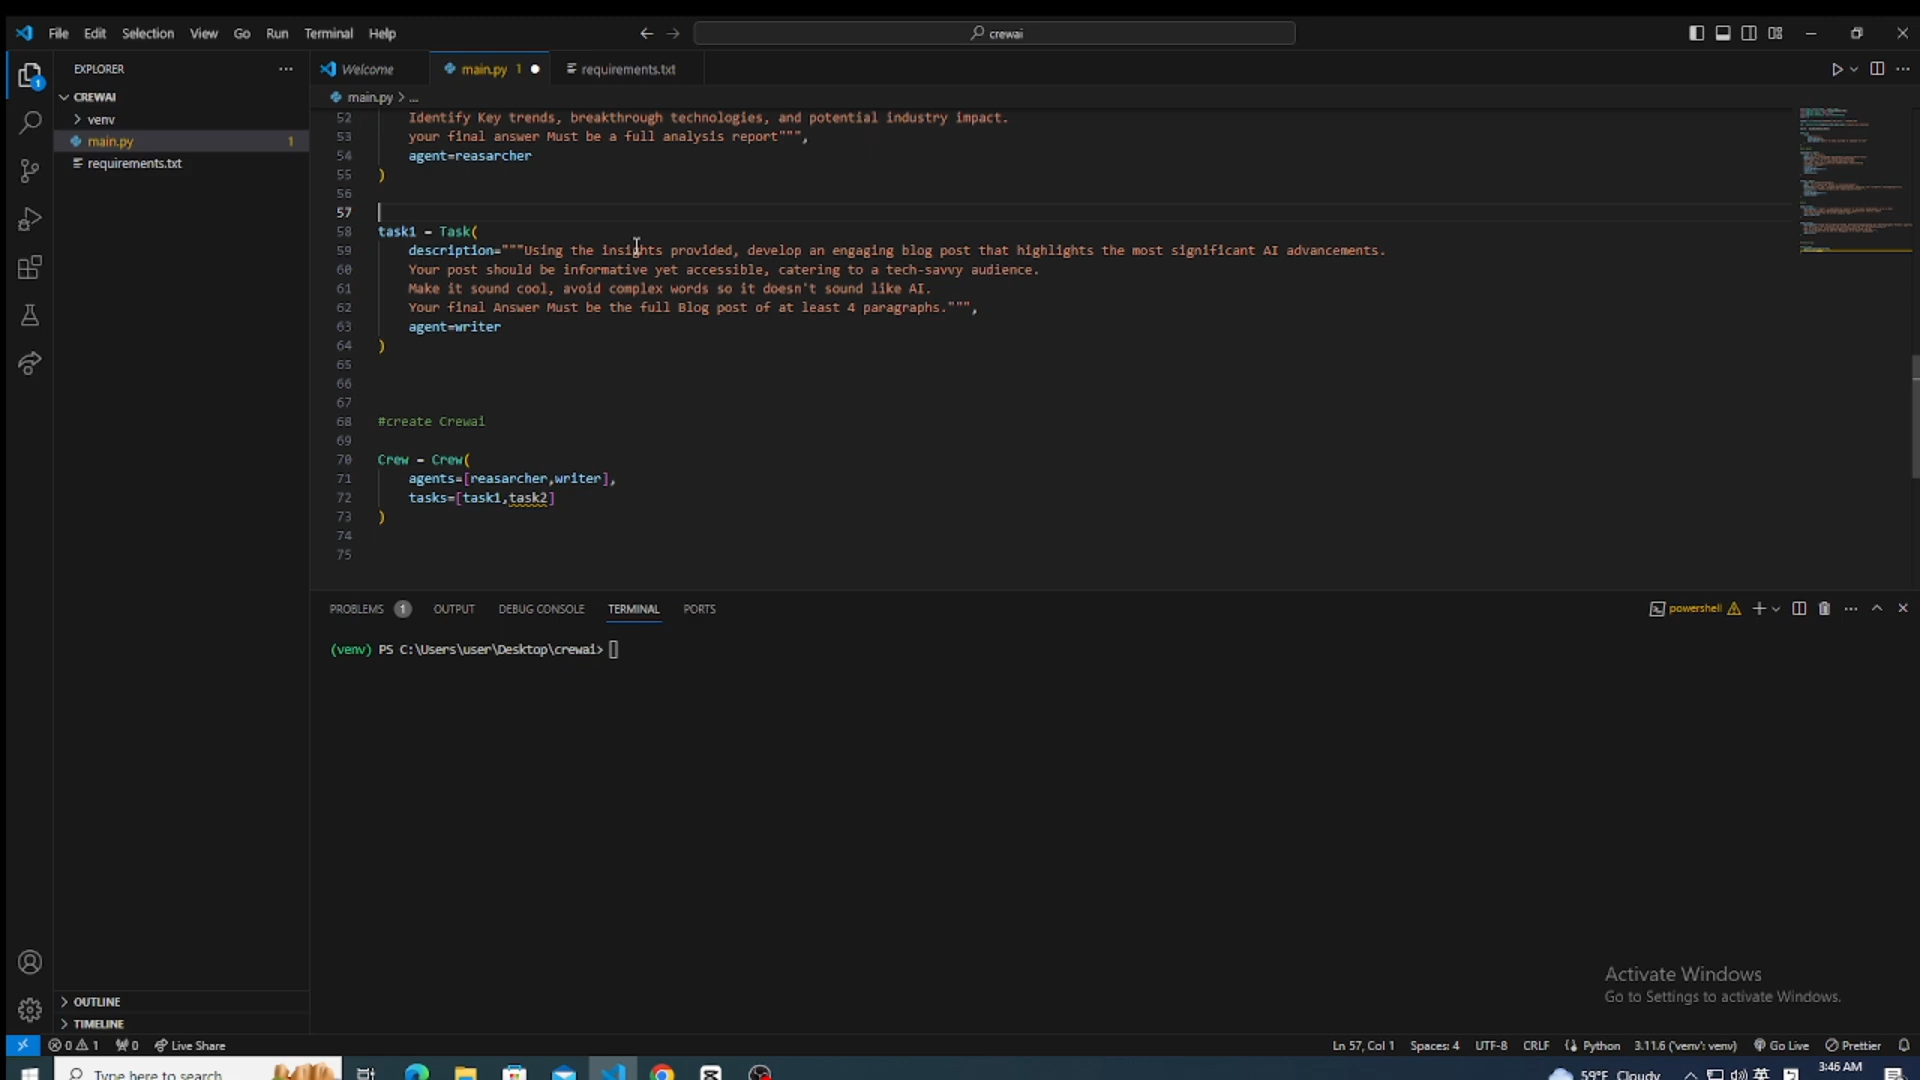 File Edit Selection View Go Run Terminal Help
crewai
EXPLORER
Welcome
main.py 1
requirements.txt
CREWAI
venv
main.py 1
requirements.txt
main.py > ...
52 Identify Key trends, breakthrough technologies, and potential industry impact.
53 your final answer Must be a full analysis report""",
54 agent=reasarcher
55 )
56
57
58 task1 = Task(
59 description="""Using the insights provided, develop an engaging blog post that highlights the most significant AI advancements.
60 Your post should be informative yet accessible, catering to a tech-savvy audience.
61 Make it sound cool, avoid complex words so it doesn't sound like AI.
62 Your final Answer Must be the full Blog post of at least 4 paragraphs.""",
63 agent=writer
64 )
65
66
67
68 #create Crewai
69
70 Crew = Crew(
71 agents=[reasarcher,writer],
72 tasks=[task1,task2]
73 )
74
75
PROBLEMS 1 OUTPUT DEBUG CONSOLE TERMINAL PORTS
powershell
(venv) PS C:\Users\user\Desktop\crewai>
Activate Windows
Go to Settings to activate Windows.
OUTLINE
TIMELINE
0 1 0 Live Share
Ln 57, Col 1 Spaces: 4 UTF-8 CRLF Python 3.11.6 ('venv': venv) Go Live Prettier
Type here to search
59°F Cloudy
英
3:46 AM